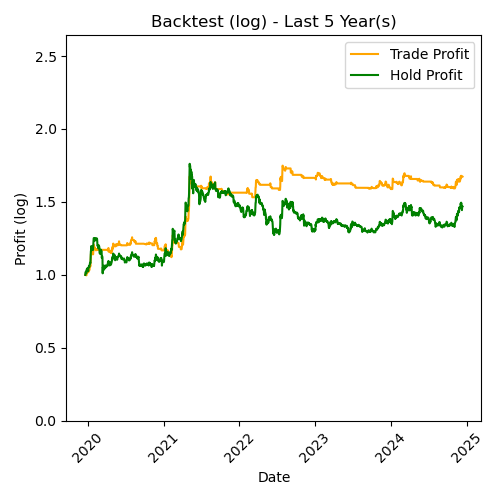 Backtest (log) - Last 5 Year(s)
Trade Profit
Hold Profit
Profit (log)
2.5
2.0
1.5
1.0
0.5
0.0
2020
2021
2022
2023
2024
2025
Date